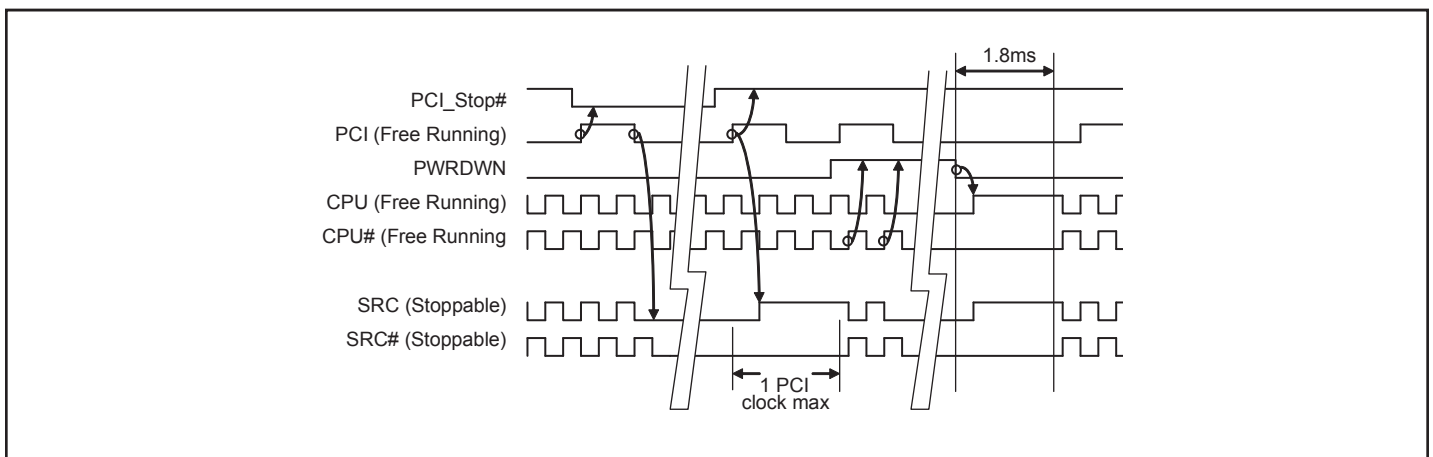 1.8ms
PCI_Stop#
PCI (Free Running)
PWRDWN
CPU (Free Running)
CPU# (Free Running
SRC (Stoppable)
SRC# (Stoppable)
1 PCI
clock max